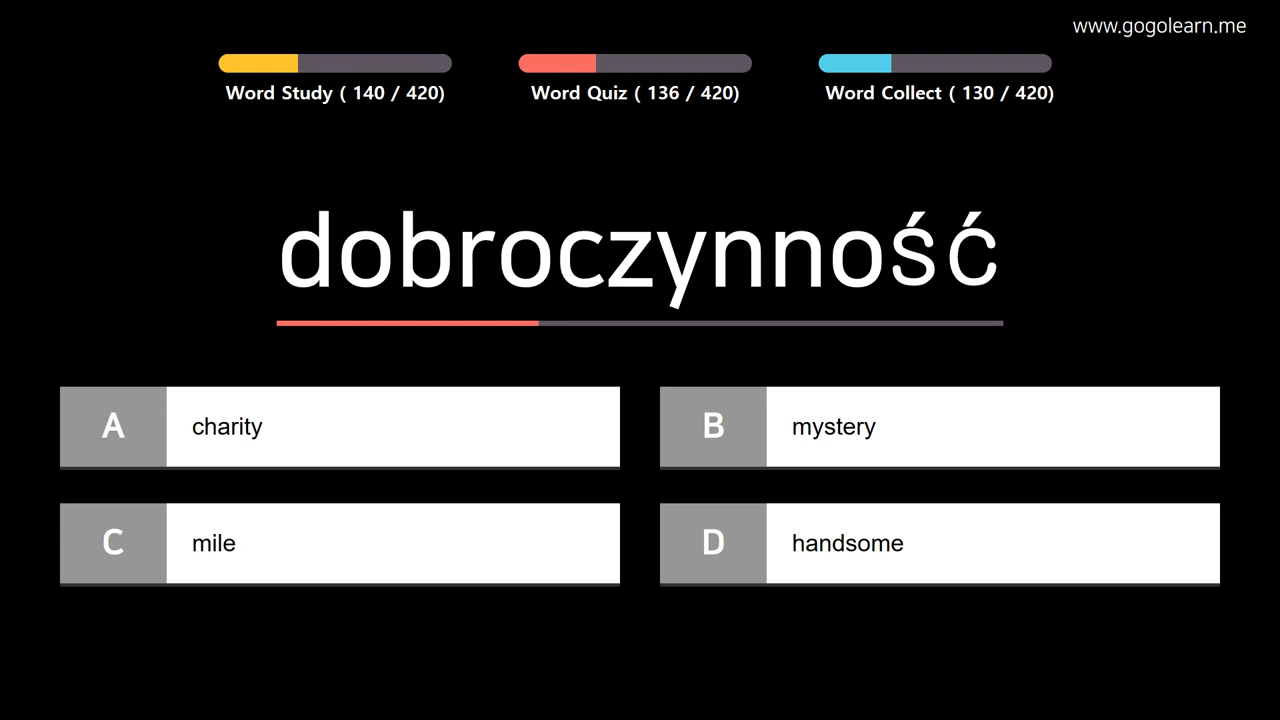 www.gogolearn.me
Word Study ( 140 / 420)
Word Quiz ( 136 / 420)
Word Collect ( 130 / 420)
dobroczynność
A charity
B mystery
C mile
D handsome